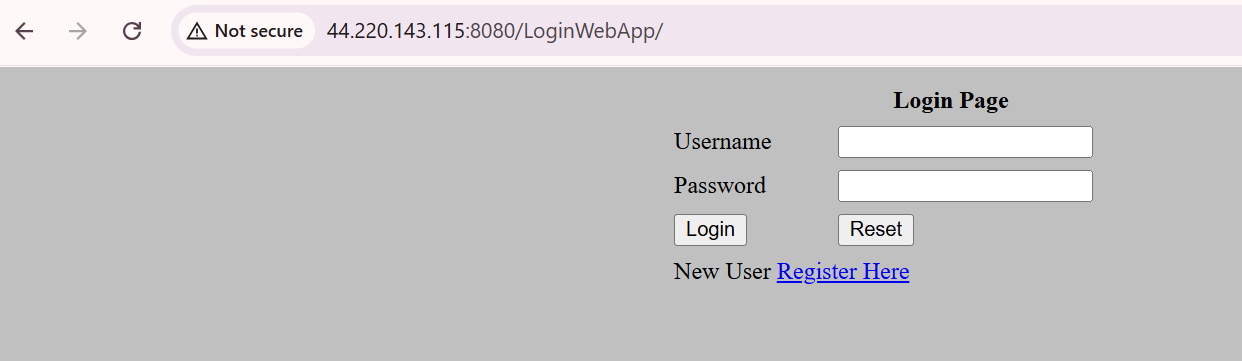 Not secure 44.220.143.115:8080/LoginWebApp/
Login Page
Username
Password
Login Reset
New User Register Here